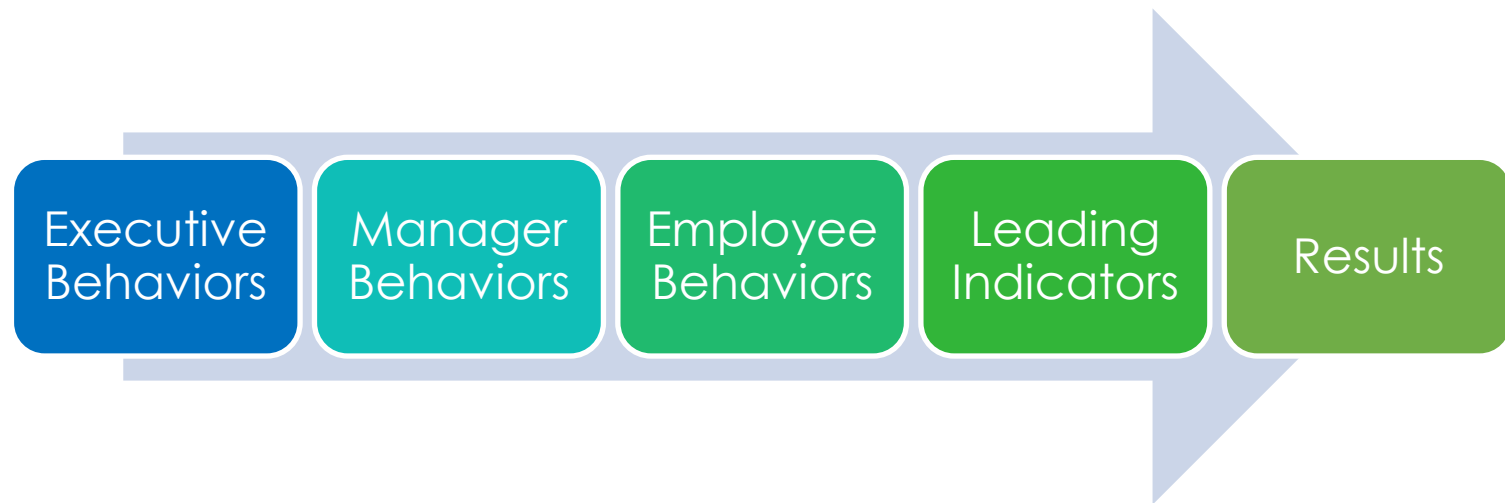 Executive
Behaviors
Manager
Behaviors
Employee
Behaviors
Leading
Indicators
Results